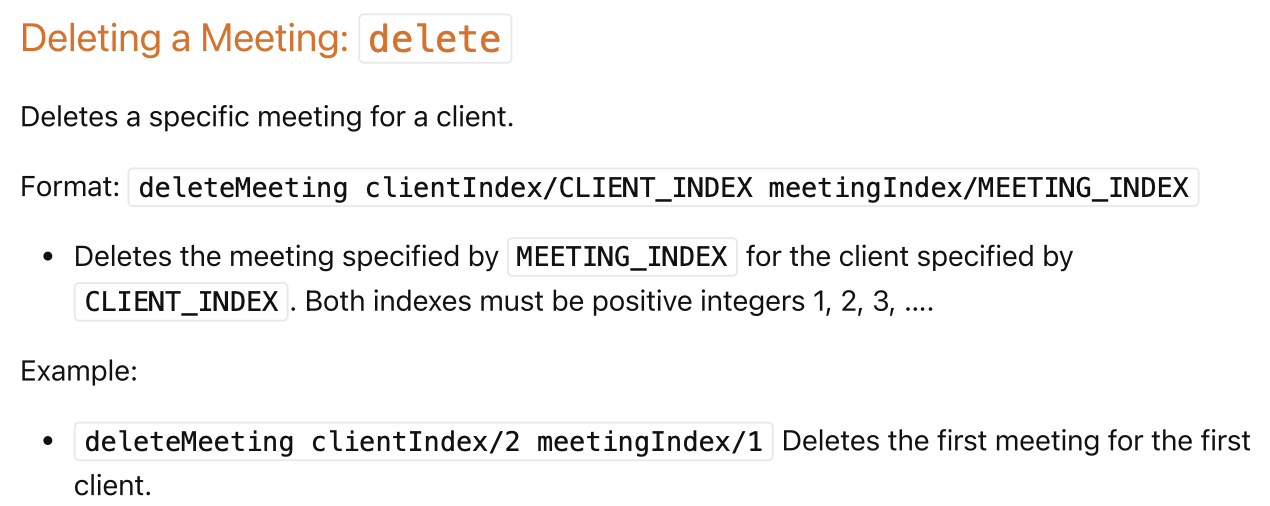 Deleting a Meeting: delete
Deletes a specific meeting for a client.
Format: deleteMeeting clientIndex/CLIENT_INDEX meetingIndex/MEETING_INDEX
• Deletes the meeting specified by MEETING_INDEX for the client specified by
CLIENT_INDEX. Both indexes must be positive integers 1, 2, 3, ....
Example:
• deleteMeeting clientIndex/2 meetingIndex/1 Deletes the first meeting for the first
client.